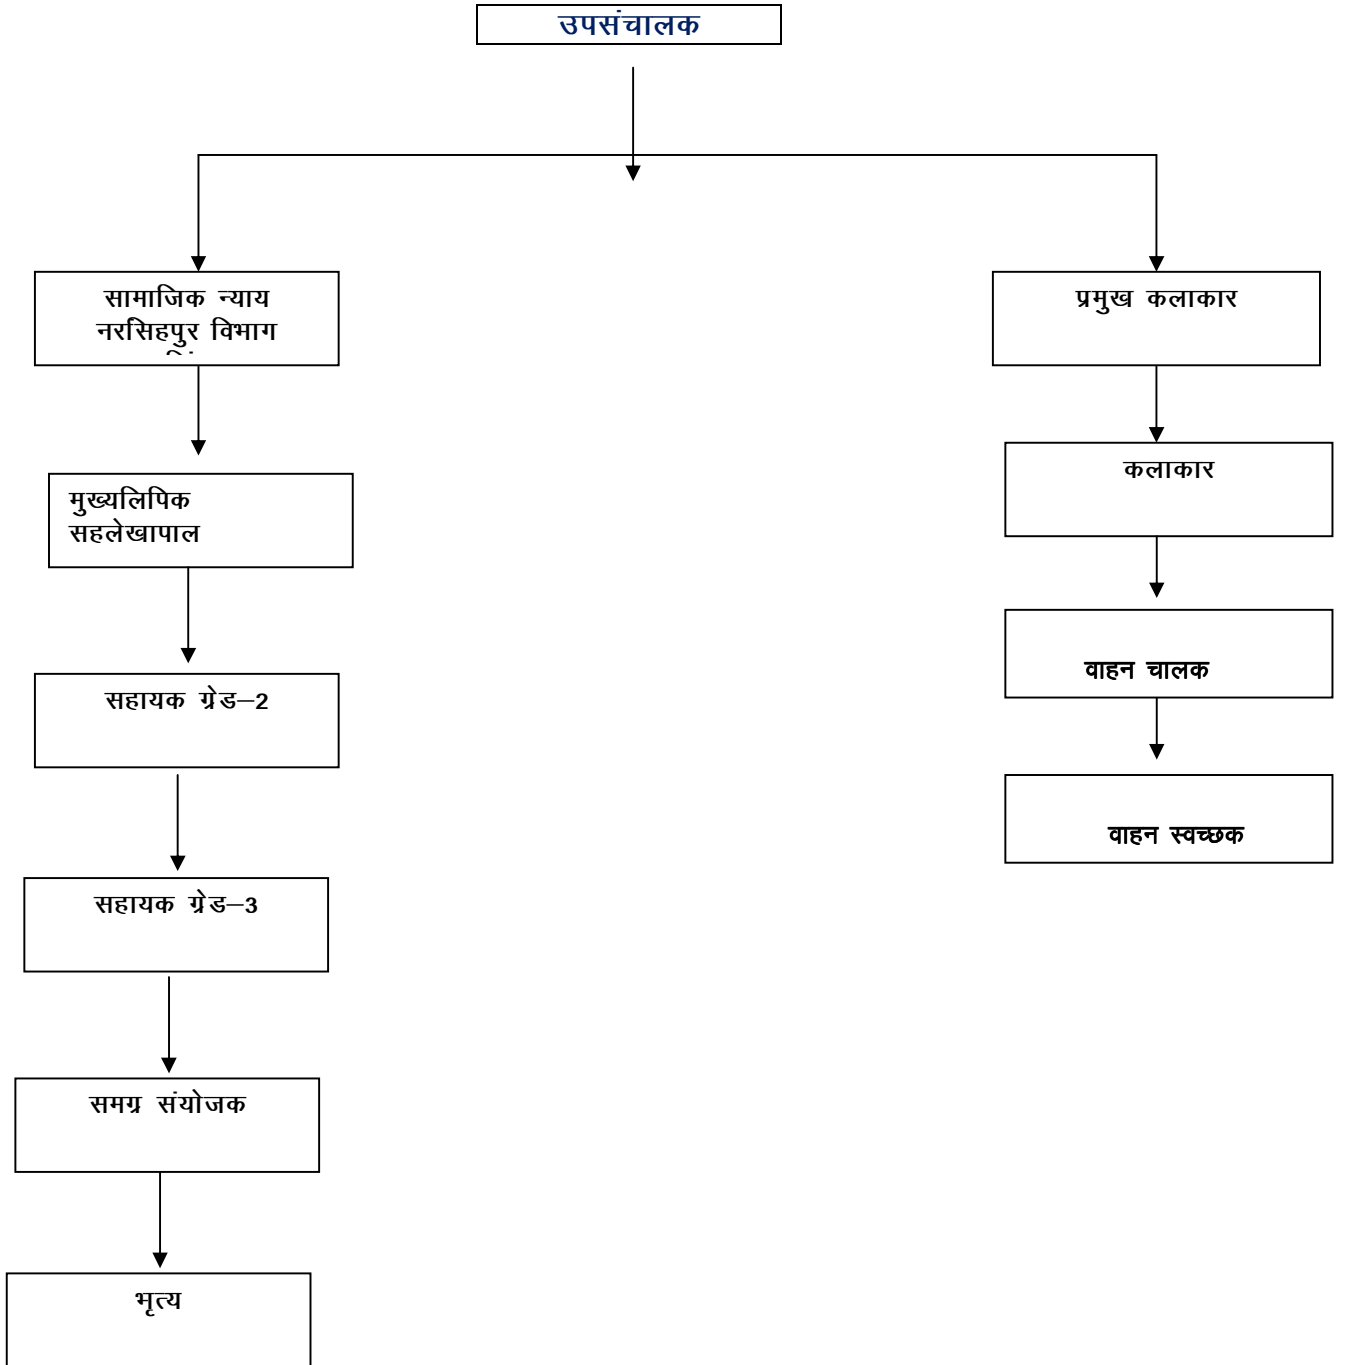 उपसंचालक
सामाजिक न्याय
नरसिहपुर विभाग
मुख्यलिपिक
सहलेखापाल
सहायक ग्रेड–2
सहायक ग्रेड–3
समग्र संयोजक
भृत्य
प्रमुख कलाकार
कलाकार
वाहन चालक
वाहन स्वच्छक